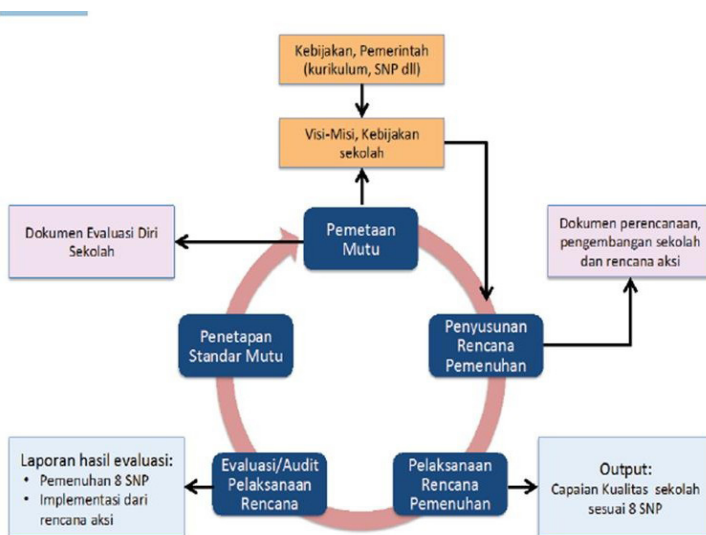 Kebijakan, Pemerintah
(kurikulum, SNP dll)
Visi-Misi, Kebijakan
sekolah
Dokumen Evaluasi Diri
Sekolah
Pemetaan
Mutu
Dokumen perencanaan,
pengembangan sekolah
dan rencana aksi
Penetapan
Standar Mutu
Penyusunan
Rencana
Pemenuhan
Laporan hasil evaluasi:
• Pemenuhan 8 SNP
• Implementasi dari
rencana aksi
Evaluasi/Audit
Pelaksanaan
Rencana
Pelaksanaan
Rencana
Pemenuhan
Output:
Capaian Kualitas sekolah
sesuai 8 SNP